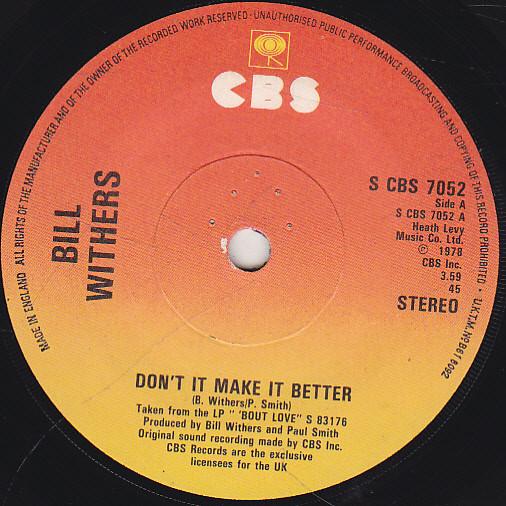 MADE IN ENGLAND · ALL RIGHTS OF THE MANUFACTURER AND OF THE OWNER OF THE RECORDED WORK RESERVED · UNAUTHORISED PUBLIC PERFORMANCE BROADCASTING AND COPYING OF THIS RECORD PROHIBITED · U.K.T.M. Nº B61 6092
CBS
BILL
WITHERS
S CBS 7052
Side A
S CBS 7052 A
Heath Levy
Music Co. Ltd.
℗ 1978
CBS Inc.
3.59
45
STEREO
DON'T IT MAKE IT BETTER
(B. Withers/P. Smith)
Taken from the LP " 'BOUT LOVE" S 83176
Produced by Bill Withers and Paul Smith
Original sound recording made by CBS Inc.
CBS Records are the exclusive
licensees for the UK